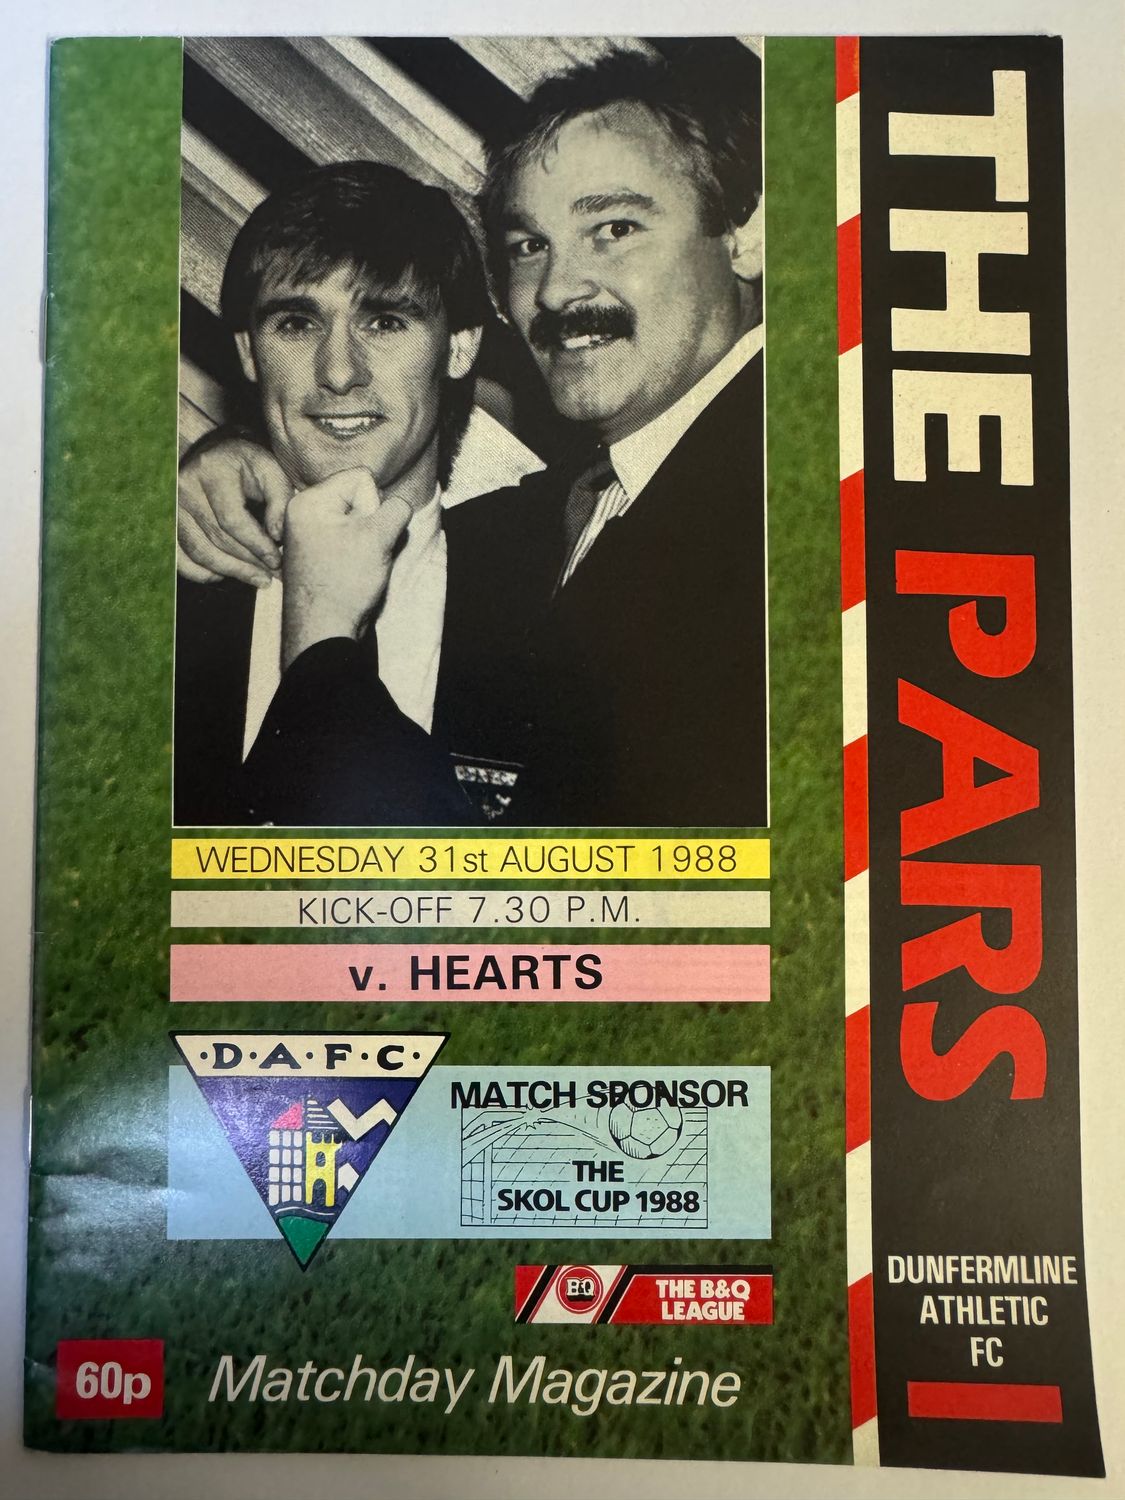 THE PARS
D.A.F.C.
WEDNESDAY 31st AUGUST 1988
KICK-OFF 7.30 P.M.
v. HEARTS
·D·A·F·C·
MATCH SPONSOR
THE
SKOL CUP 1988
B&Q
THE B&Q
LEAGUE
60p
Matchday Magazine
DUNFERMLINE
ATHLETIC
FC